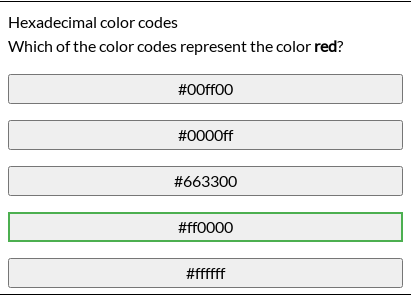 Hexadecimal color codes
Which of the color codes represent the color red?
#00ff00
#0000ff
#663300
#ff0000
#ffffff